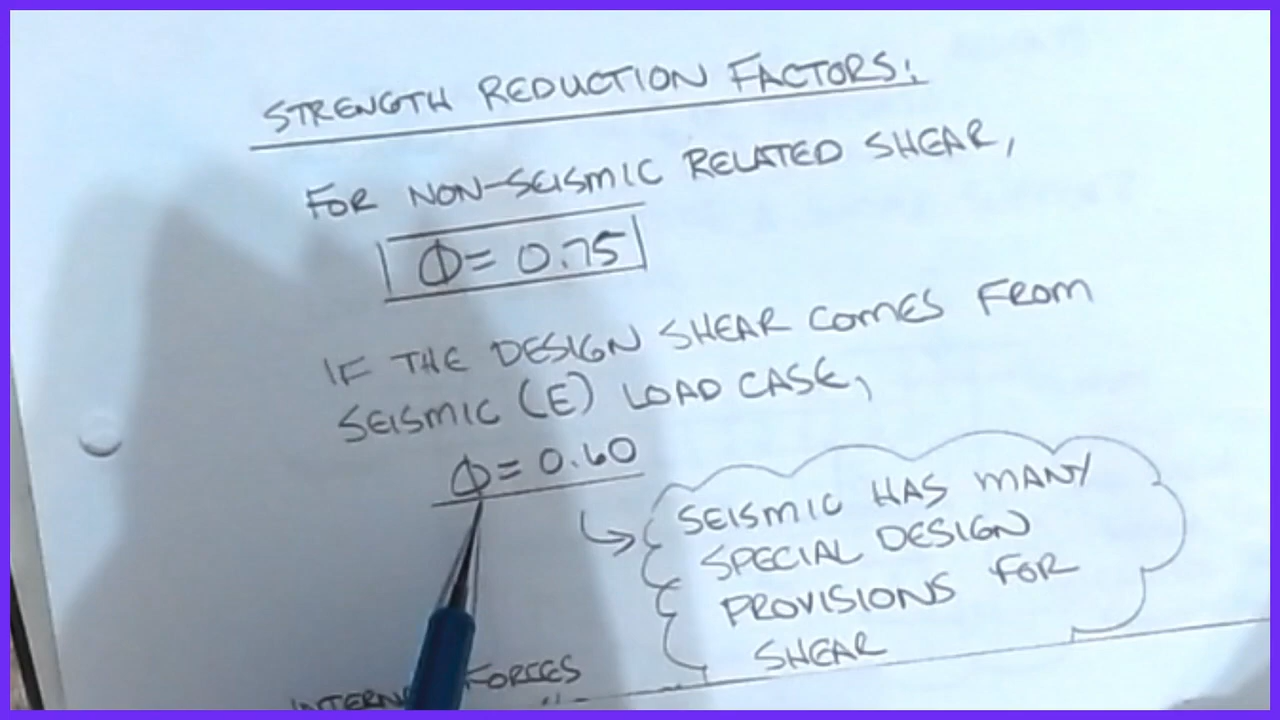 STRENGTH REDUCTION FACTORS:
FOR NON-SEISMIC RELATED SHEAR,
Φ = 0.75
IF THE DESIGN SHEAR COMES FROM
SEISMIC (E) LOAD CASE,
Φ = 0.60
SEISMIC HAS MANY
SPECIAL DESIGN
PROVISIONS FOR
SHEAR
FORCES